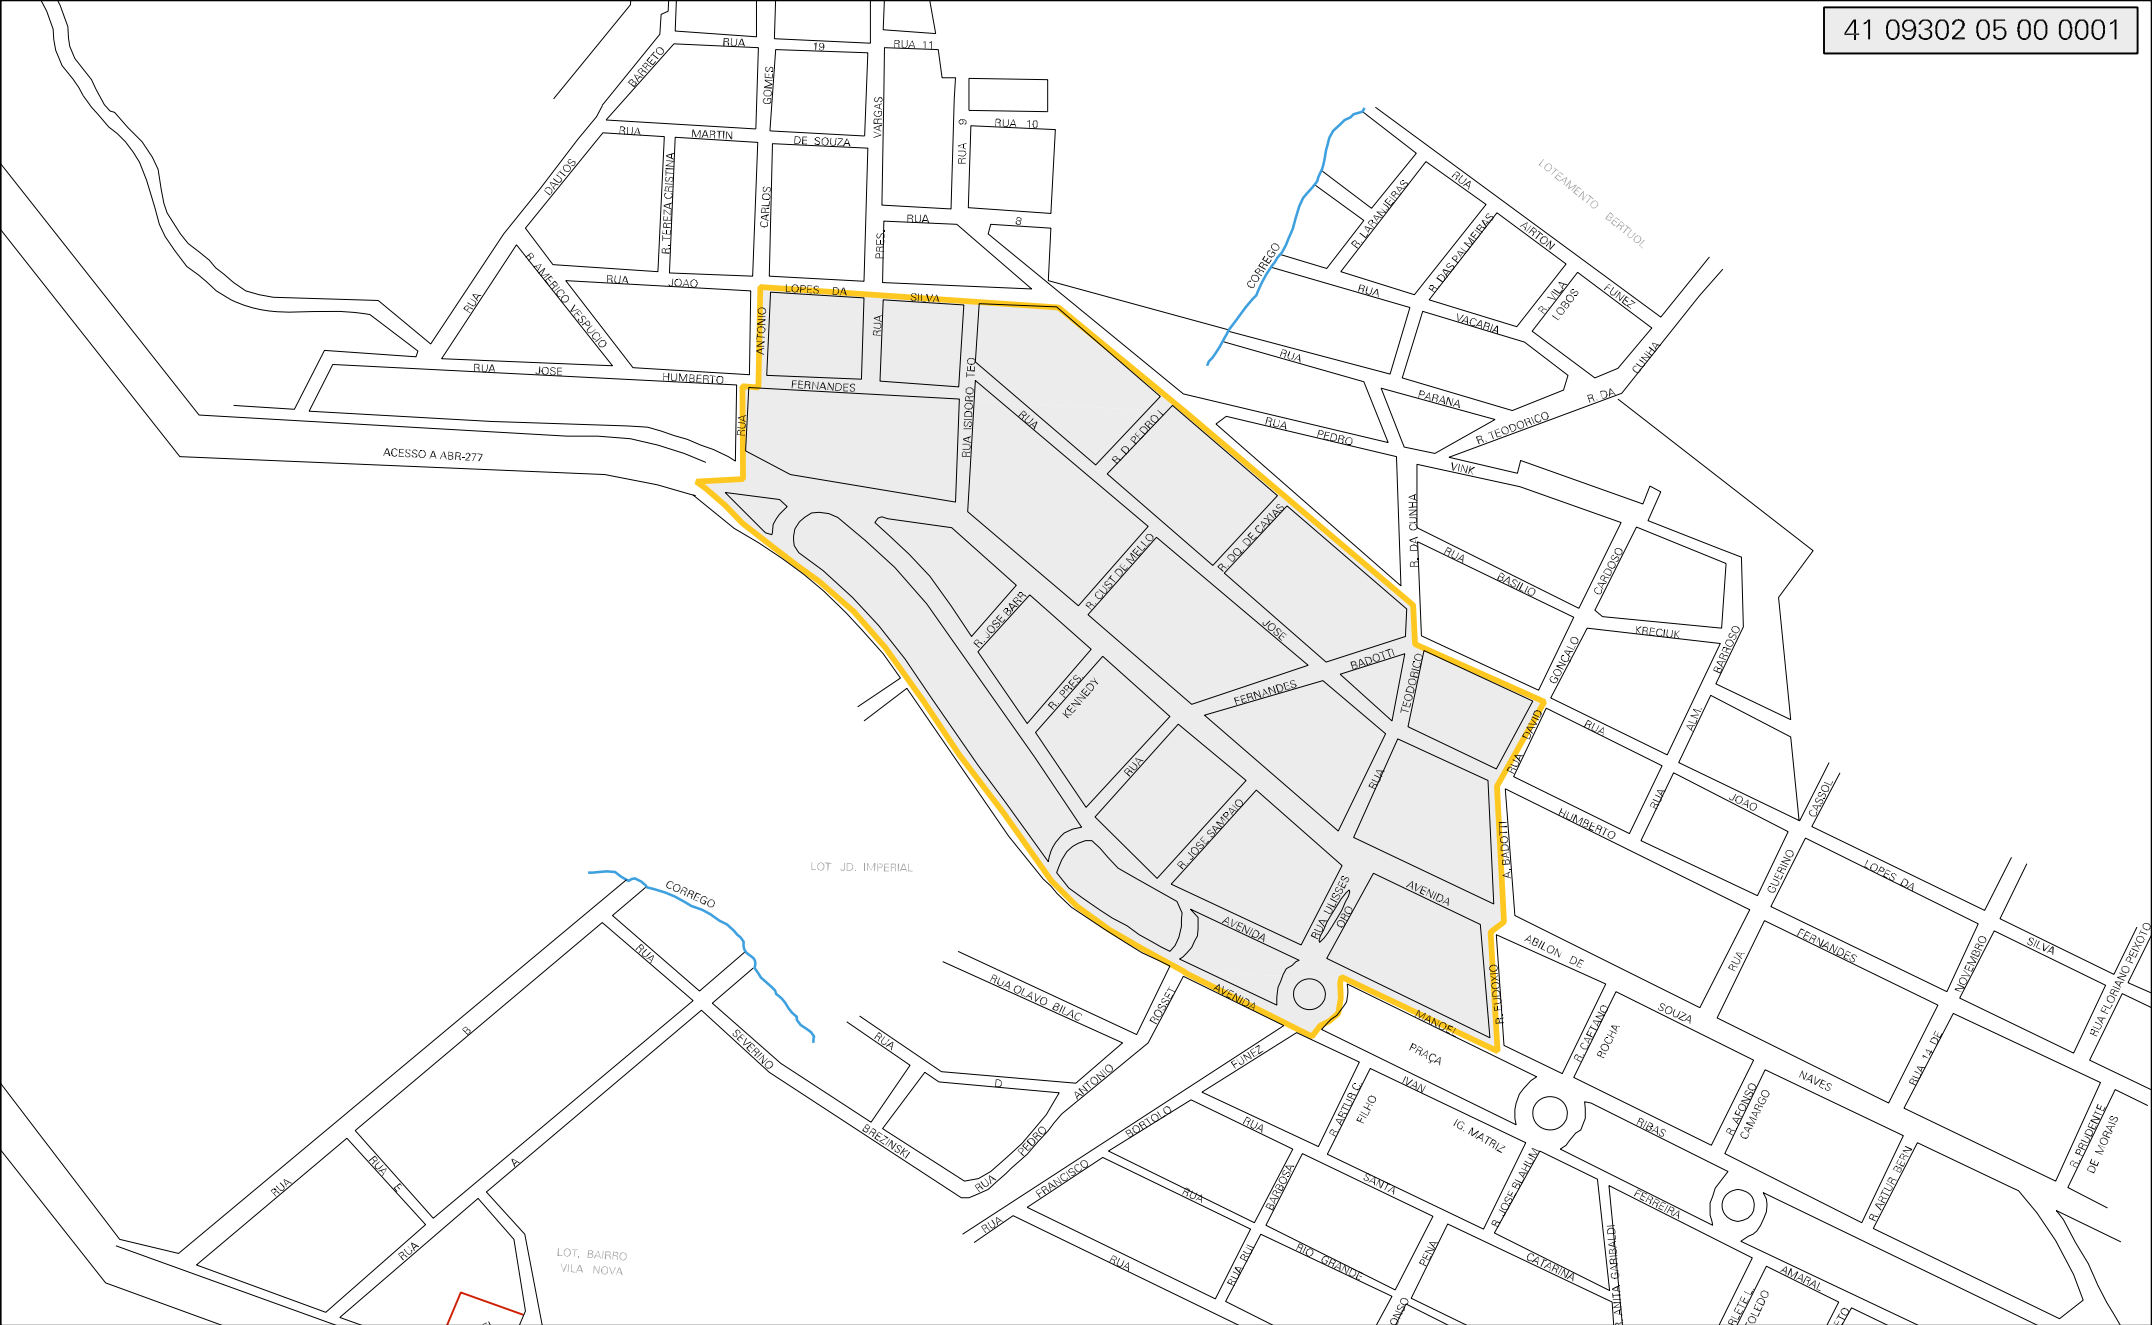 41 09302 05 00 0001
RUA
19
RUA 11
BARRETO
GOMES
VARGAS
RUA 9
RUA 10
RUA
MARTIN
DE SOUZA
DAUTOS
R. TEREZA CRISTINA
CARLOS
RUA
8
PRES.
LOTEAMENTO BERTUOL
RUA
R. LARANJEIRAS
R. DAS PALMEIRAS
AIRTON
CORREGO
RUA
R. AMERICO VESPUCIO
RUA
JOAO
LOPES DA
SILVA
RUA
VACARIA
R. VILA
LOBOS
FUNEZ
ANTONIO
RUA
RUA
JOSE
HUMBERTO
FERNANDES
RUA
CUNHA
RUA ISIDORO TEO
PARANA
R. DA
RUA
RUA
R. D. PEDRO I
RUA
PEDRO
R. TEODORICO
ACESSO A ABR-277
VINK
R. DQ. DE CAXIAS
R. DA CUNHA
R. CUST DE MELLO
RUA
BASILIO
CARDOSO
R. JOSE BARR
JOSE
KRECIUK
BADOTTI
GONCALO
BARROSO
R. PRES
KENNEDY
FERNANDES
TEODORICO
ALM.
RUA DAVID
RUA
RUA
RUA
RUA
JOAO
CASSOL
R. JOSE SAMPAIO
HUMBERTO
A. BADOTTI
LOT JD. IMPERIAL
GUERINO
LOPES DA
CORREGO
AVENIDA
RUA ULISSES
ORO
AVENIDA
ABILON DE
RUA
FERNANDES
NOVEMBRO
SILVA
RUA FLORIANO PEIXOTO
RUA
RUA OLAVO BILAC
ROSSET
AVENIDA
R. EUDOXIO
MANOEL
SOUZA
R. CAETANO
ROCHA
B
SEVERINO
RUA
FUNEZ
PRAÇA
RUA 14 DE
D
ANTONIO
IVAN
NAVES
R. ARTUR C.
FILHO
R. AFONSO
CAMARGO
BREZINSKI
PEDRO
BORTOLO
RUA
IG. MATRIZ
RIBAS
R. PRUDENTE
DE MORAIS
RUA E
A
RUA
FRANCISCO
RUA
BARBOSA
SANTA
R. JOSE BLAHUM
FERREIRA
R. ARTUR BERN
RUA
RUA
RUA
RUA
RUA RUI
RIO GRANDE
PENA
CATARINA
R. ANITA GARIBALDI
AMARAL
LOT. BAIRRO
VILA NOVA